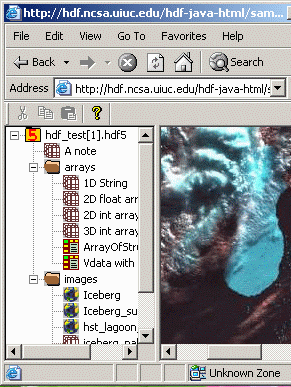 http://hdf.ncsa.uiuc.edu/hdf-java-html/sam...
File Edit View Go To Favorites Help
Back Search
Address http://hdf.ncsa.uiuc.edu/hdf-java-html/s
?
hdf_test[1].hdf5
A note
arrays
1D String
2D float arr
2D int array
3D int array
ArrayOfStru
Vdata with
images
Iceberg
Iceberg_su
hst_lagoon_
iceberg_pal
Unknown Zone